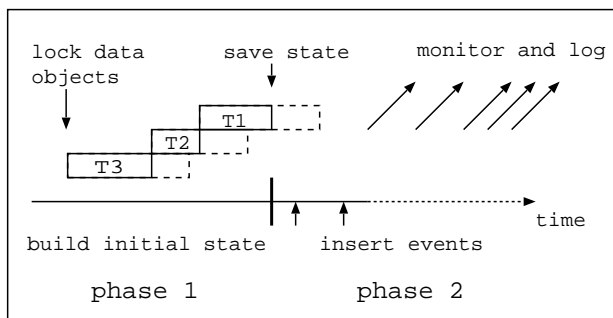 lock data
objects
save state
monitor and log
T1
T2
T3
time
build initial state
insert events
phase 1
phase 2